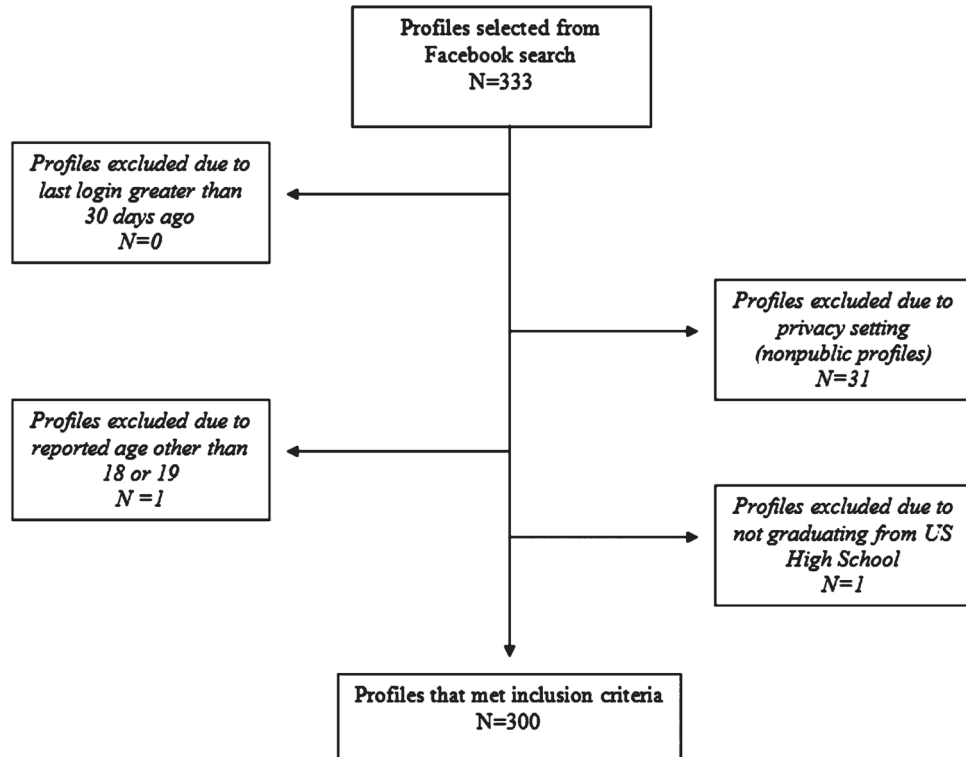 Profiles selected from
Facebook search
N=333
Profiles excluded due to
last login greater than
30 days ago
N=0
Profiles excluded due to
privacy setting
(nonpublic profiles)
N=31
Profiles excluded due to
reported age other than
18 or 19
N =1
Profiles excluded due to
not graduating from US
High School
N=1
Profiles that met inclusion criteria
N=300